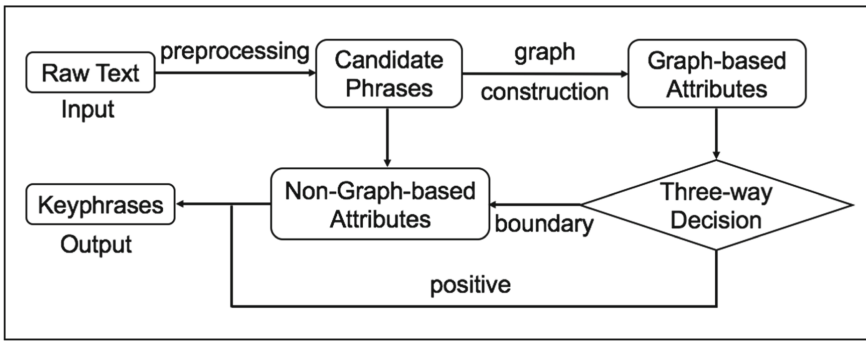 preprocessing
Raw Text
Input
Candidate
Phrases
graph
construction
Graph-based
Attributes
Keyphrases
Output
Non-Graph-based
Attributes
boundary
Three-way
Decision
positive